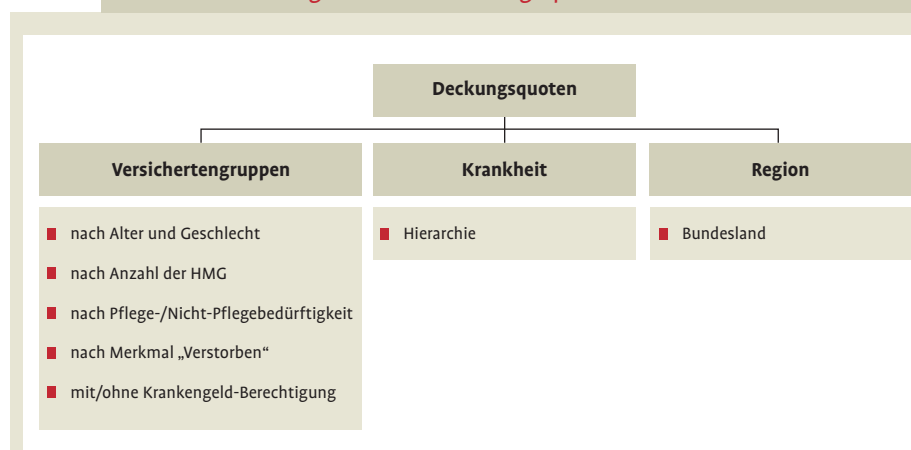 Deckungsquoten
Versichertengruppen
nach Alter und Geschlecht
nach Anzahl der HMG
nach Pflege-/Nicht-Pflegebedürftigkeit
nach Merkmal „Verstorben“
mit/ohne Krankengeld-Berechtigung
Krankheit
Hierarchie
Region
Bundesland